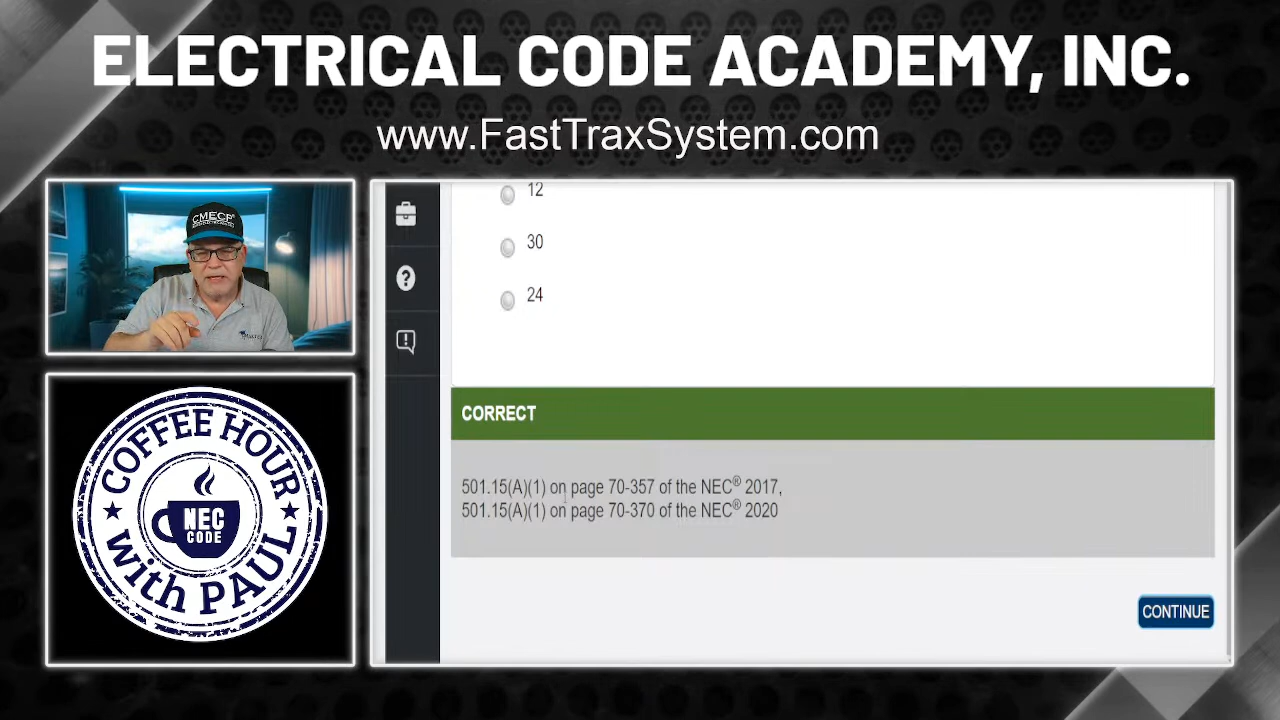 ELECTRICAL CODE ACADEMY, INC.
www.FastTraxSystem.com
CMECP
12
30
24
CORRECT
501.15(A)(1) on page 70-357 of the NEC® 2017,
501.15(A)(1) on page 70-370 of the NEC® 2020
CONTINUE
COFFEE HOUR
NEC
CODE
with PAUL